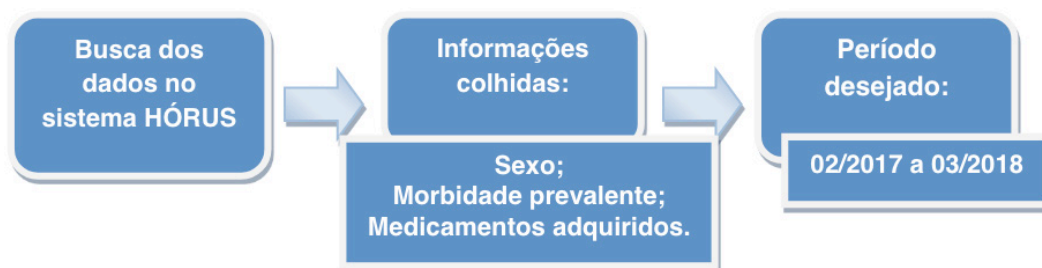 Busca dos
dados no
sistema HÓRUS
Informações
colhidas:
Sexo;
Morbidade prevalente;
Medicamentos adquiridos.
Período
desejado:
02/2017 a 03/2018